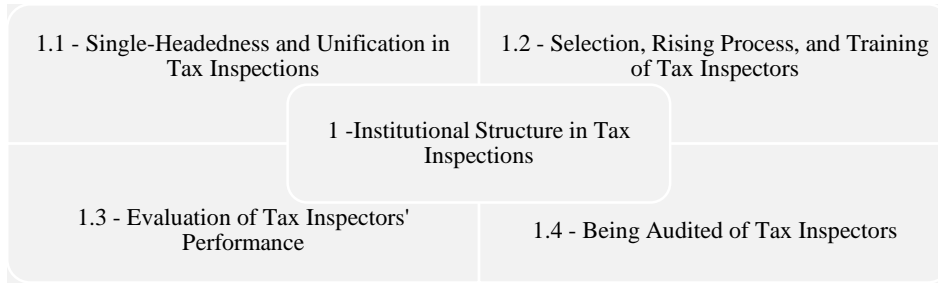 1.1 - Single-Headedness and Unification in
Tax Inspections
1.2 - Selection, Rising Process, and Training
of Tax Inspectors
1 -Institutional Structure in Tax
Inspections
1.3 - Evaluation of Tax Inspectors'
Performance
1.4 - Being Audited of Tax Inspectors